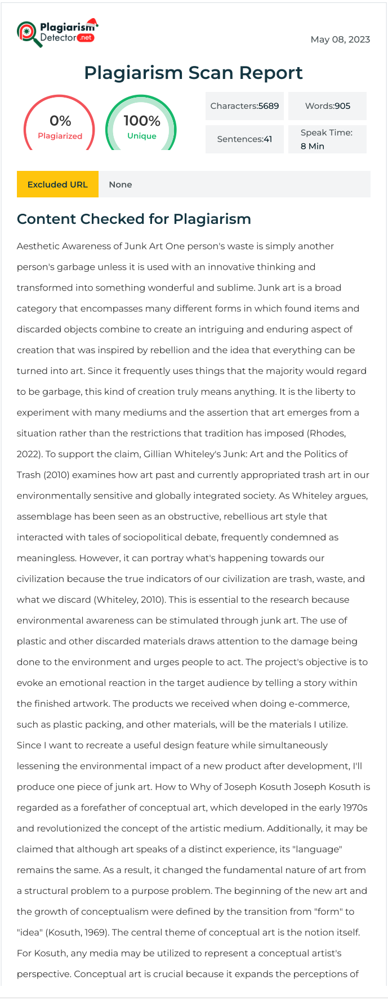 Plagiarism
Detector .net
May 08, 2023
Plagiarism Scan Report
0%
Plagiarized
100%
Unique
Characters:5689
Words:905
Sentences:41
Speak Time:
8 Min
Excluded URL
None
Content Checked for Plagiarism
Aesthetic Awareness of Junk Art One person's waste is simply another
person's garbage unless it is used with an innovative thinking and
transformed into something wonderful and sublime. Junk art is a broad
category that encompasses many different forms in which found items and
discarded objects combine to create an intriguing and enduring aspect of
creation that was inspired by rebellion and the idea that everything can be
turned into art. Since it frequently uses things that the majority would regard
to be garbage, this kind of creation truly means anything. It is the liberty to
experiment with many mediums and the assertion that art emerges from a
situation rather than the restrictions that tradition has imposed (Rhodes,
2022). To support the claim, Gillian Whiteley's Junk: Art and the Politics of
Trash (2010) examines how art past and currently appropriated trash art in our
environmentally sensitive and globally integrated society. As Whiteley argues,
assemblage has been seen as an obstructive, rebellious art style that
interacted with tales of sociopolitical debate, frequently condemned as
meaningless. However, it can portray what's happening towards our
civilization because the true indicators of our civilization are trash, waste, and
what we discard (Whiteley, 2010). This is essential to the research because
environmental awareness can be stimulated through junk art. The use of
plastic and other discarded materials draws attention to the damage being
done to the environment and urges people to act. The project's objective is to
evoke an emotional reaction in the target audience by telling a story within
the finished artwork. The products we received when doing e-commerce,
such as plastic packing, and other materials, will be the materials I utilize.
Since I want to recreate a useful design feature while simultaneously
lessening the environmental impact of a new product after development, I'll
produce one piece of junk art. How to Why of Joseph Kosuth Joseph Kosuth is
regarded as a forefather of conceptual art, which developed in the early 1970s
and revolutionized the concept of the artistic medium. Additionally, it may be
claimed that although art speaks of a distinct experience, its "language"
remains the same. As a result, it changed the fundamental nature of art from
a structural problem to a purpose problem. The beginning of the new art and
the growth of conceptualism were defined by the transition from "form" to
"idea" (Kosuth, 1969). The central theme of conceptual art is the notion itself.
For Kosuth, any media may be utilized to represent a conceptual artist's
perspective. Conceptual art is crucial because it expands the perceptions of